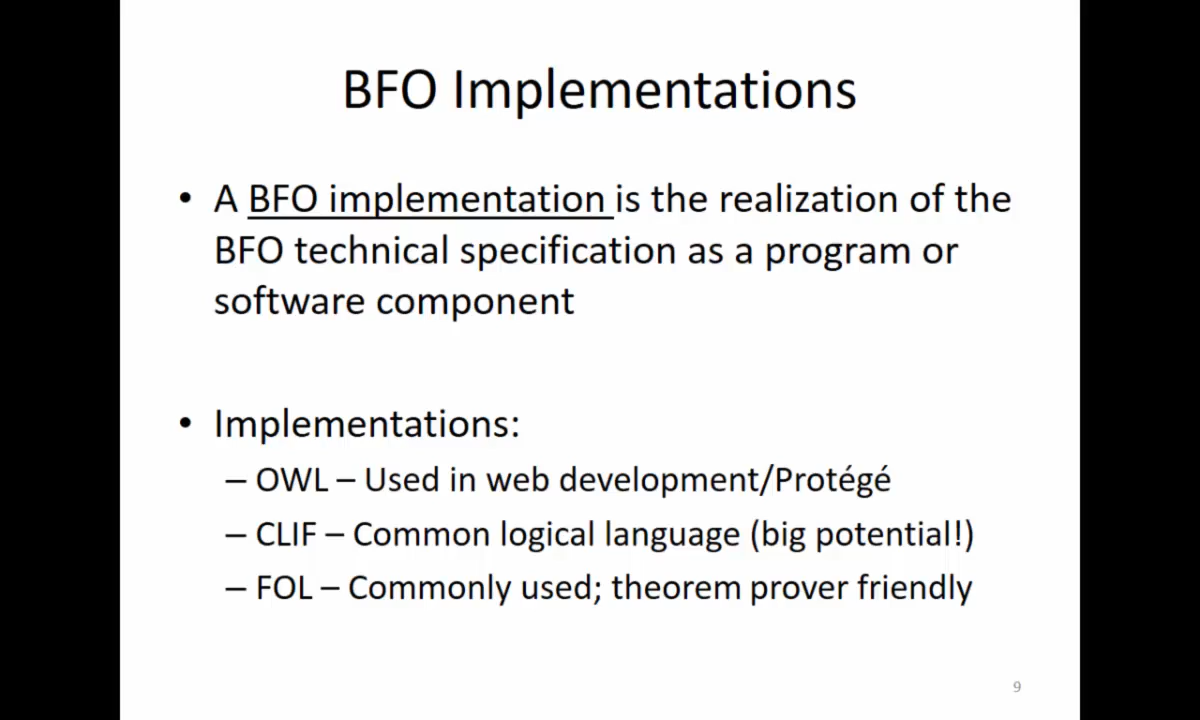 BFO Implementations
• A BFO implementation is the realization of the
BFO technical specification as a program or
software component
• Implementations:
– OWL – Used in web development/Protégé
– CLIF – Common logical language (big potential!)
– FOL – Commonly used; theorem prover friendly
9